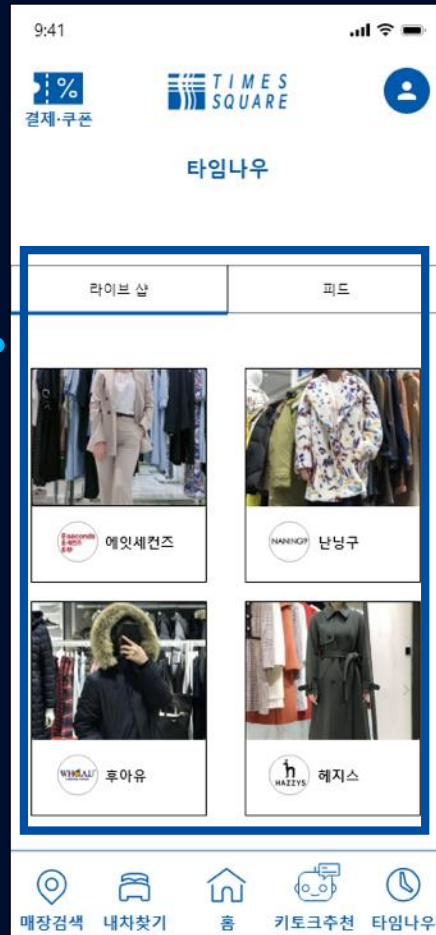 9:41
결제·쿠폰
TIMES
SQUARE
타임나우
라이브 샵
피드
8seconds
에잇세컨즈
NANING9
난닝구
WHO.A.U
후아유
HAZZYS
헤지스
매장검색
내차찾기
홈
키토크추천
타임나우